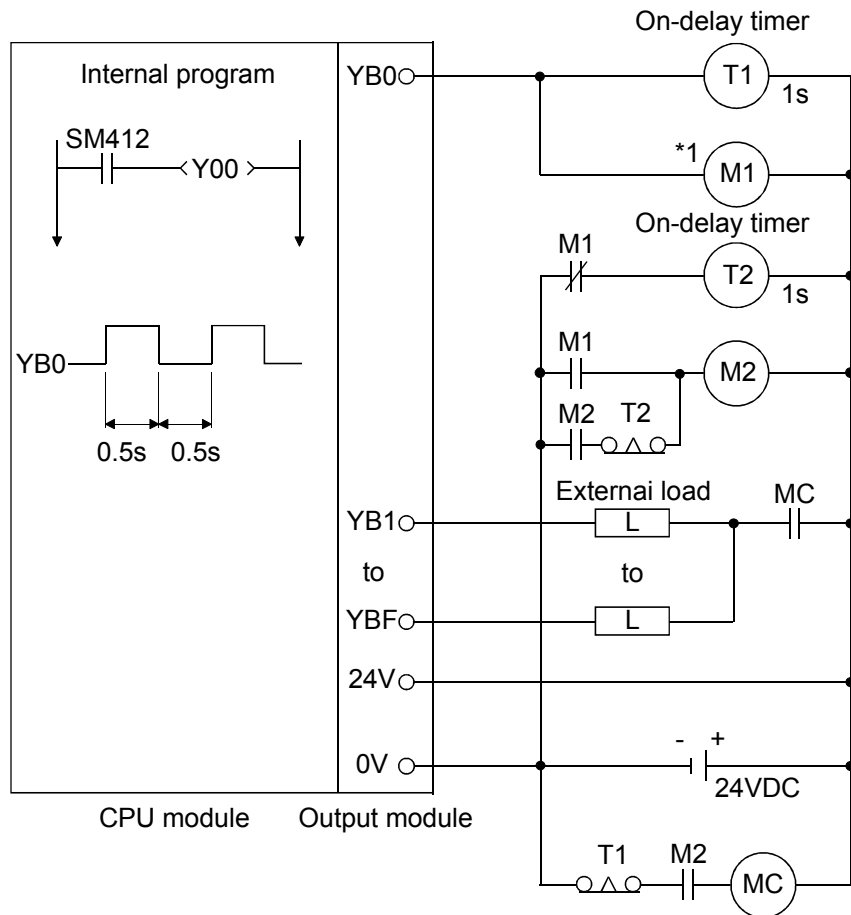 On-delay timer
Internal program
YB0
T1
1s
SM412
Y00
*1
M1
On-delay timer
M1
T2
1s
YB0
M1
M2
M2
T2
0.5s
0.5s
Externai load
MC
YB1
L
to
to
YBF
L
24V
- +
0V
24VDC
CPU module
Output module
T1
M2
MC